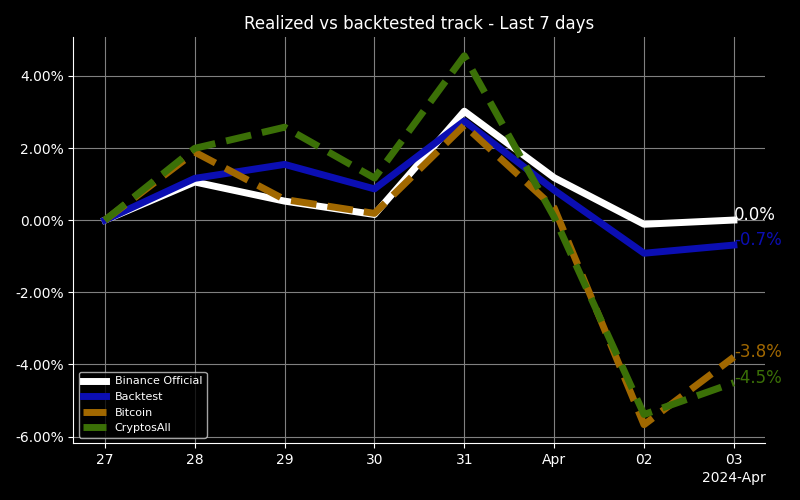 Realized vs backtested track - Last 7 days
4.00%
2.00%
0.00%
-2.00%
-4.00%
-6.00%
0.0%
-0.7%
-3.8%
-4.5%
Binance Official
Backtest
Bitcoin
CryptosAll
27 28 29 30 31 Apr 02 03
2024-Apr